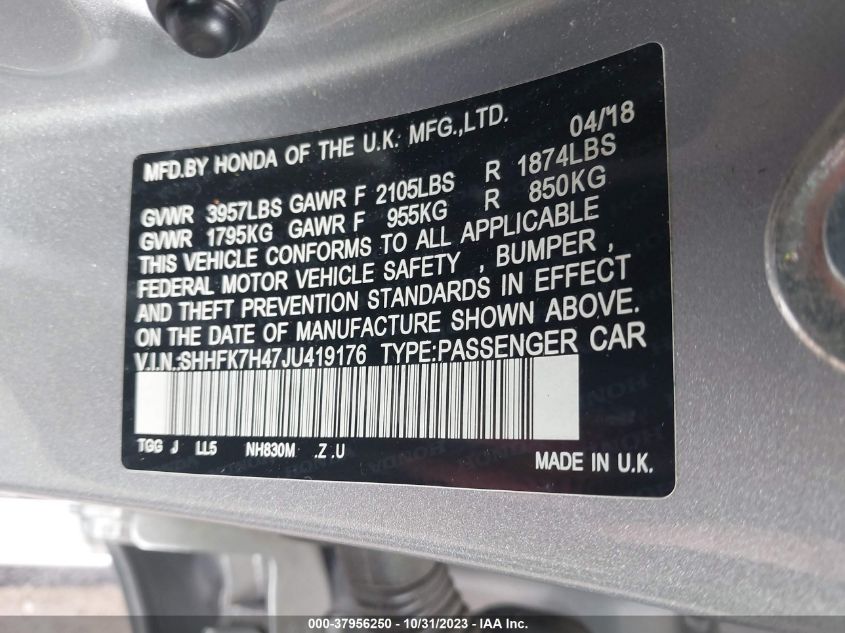 MFD.BY HONDA OF THE U.K. MFG.,LTD. 04/18
GVWR 3957LBS GAWR F 2105LBS R 1874LBS
GVWR 1795KG GAWR F 955KG R 850KG
THIS VEHICLE CONFORMS TO ALL APPLICABLE
FEDERAL MOTOR VEHICLE SAFETY , BUMPER ,
AND THEFT PREVENTION STANDARDS IN EFFECT
ON THE DATE OF MANUFACTURE SHOWN ABOVE.
V.I.N.:SHHFK7H47JU419176 TYPE:PASSENGER CAR
TGG J LL5 NH830M .Z .U
MADE IN U.K.
000-37956250 - 10/31/2023 - IAA Inc.